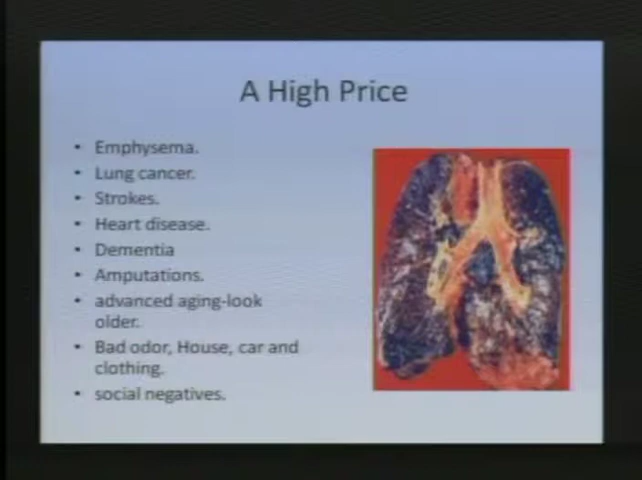 A High Price
• Emphysema.
• Lung cancer.
• Strokes.
• Heart disease.
• Dementia
• Amputations.
• advanced aging-look
older.
• Bad odor, House, car and
clothing.
• social negatives.